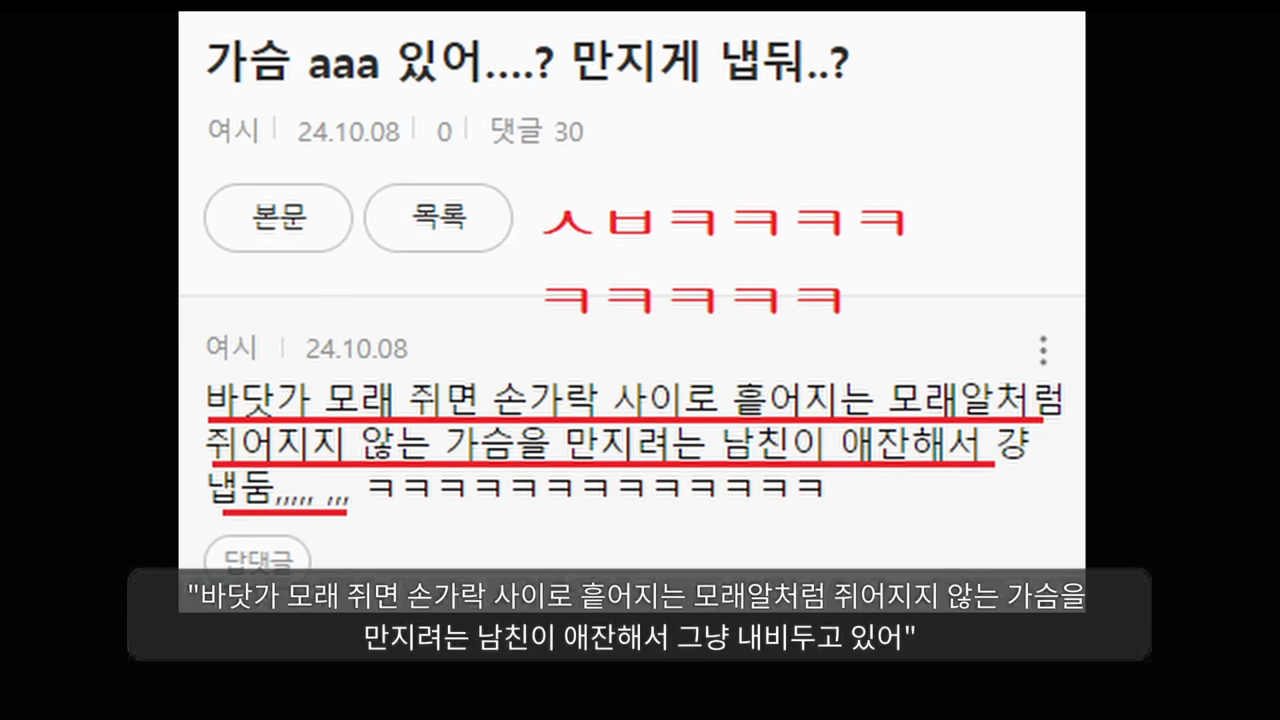 가슴 aaa 있어....? 만지게 냅둬..?
여시 24.10.08 0 댓글 30
본문 목록 ㅅㅂㅋㅋㅋㅋ
ㅋㅋㅋㅋㅋ
여시 24.10.08
바닷가 모래 쥐면 손가락 사이로 흩어지는 모래알처럼
쥐어지지 않는 가슴을 만지려는 남친이 애잔해서 걍
냅둠,,,,, ,,, ㅋㅋㅋㅋㅋㅋㅋㅋㅋㅋㅋㅋㅋ
답댓글
"바닷가 모래 쥐면 손가락 사이로 흩어지는 모래알처럼 쥐어지지 않는 가슴을
만지려는 남친이 애잔해서 그냥 내비두고 있어"